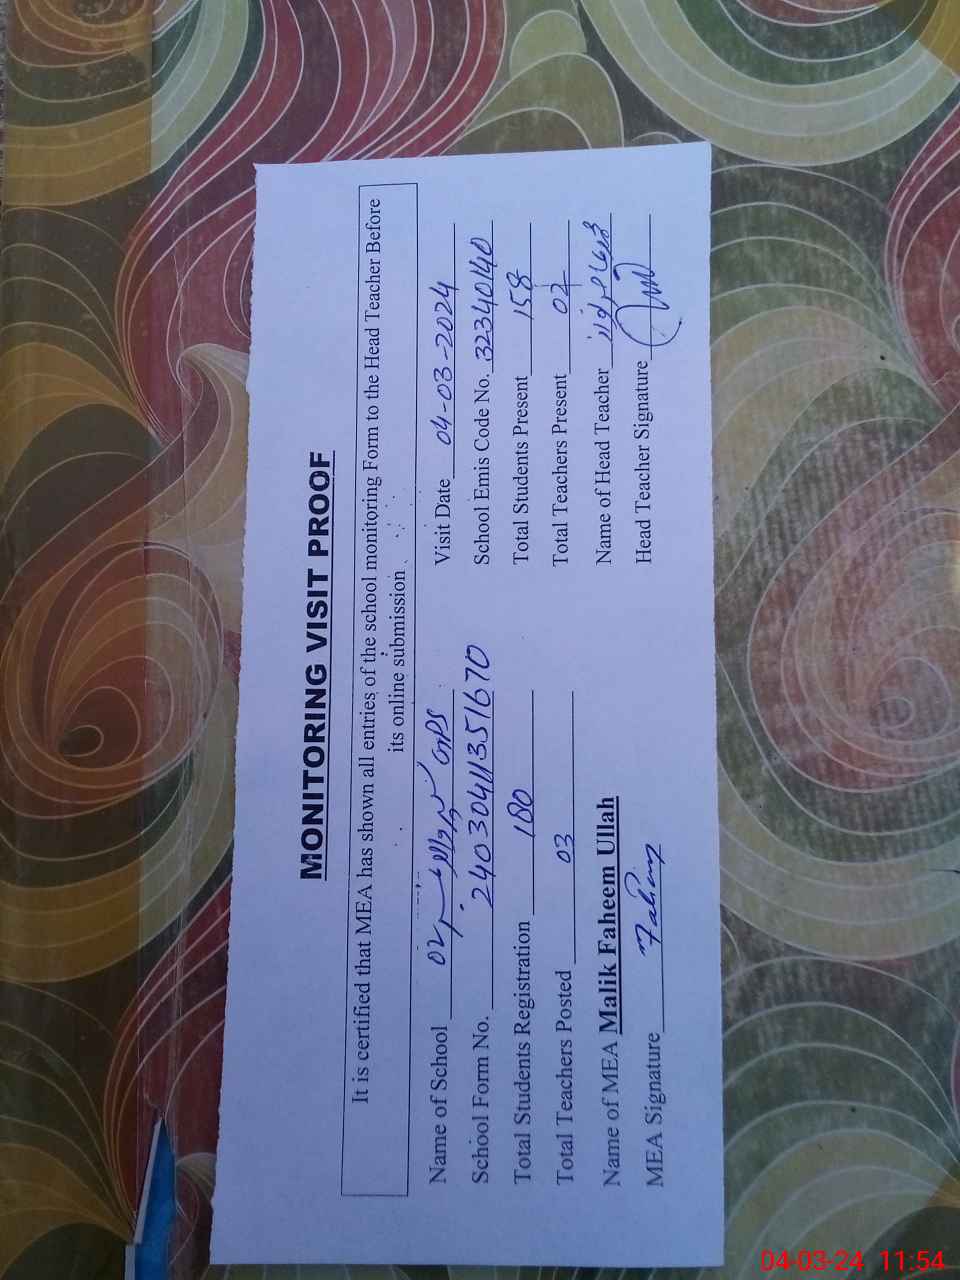 MONITORING VISIT PROOF
It is certified that MEA has shown all entries of the school monitoring Form to the Head Teacher Before
its online submission
Name of School GPS Visit Date 04-03-2024
School Form No. 240304113516 70 School Emis Code No. 32340140
Total Students Registration 180 Total Students Present 158
Total Teachers Posted 03 Total Teachers Present 02
Name of MEA Malik Faheem Ullah Name of Head Teacher
MEA Signature Faheem Head Teacher Signature
04-03-24 11:54